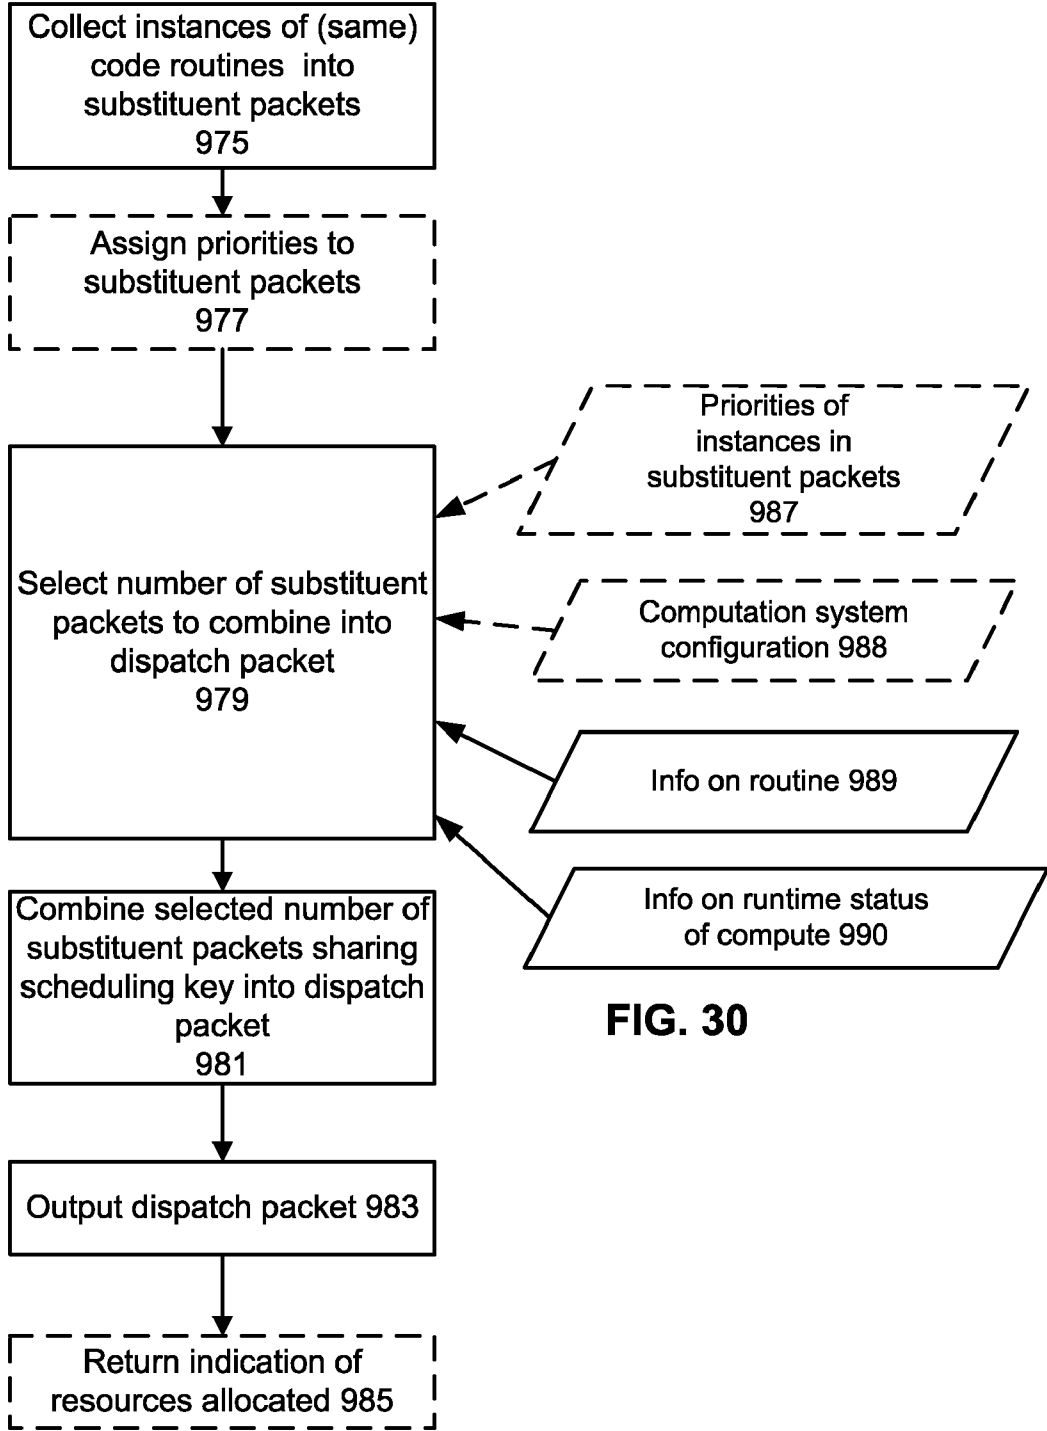 Collect instances of (same)
code routines into
substituent packets
975
Assign priorities to
substituent packets
977
Select number of substituent
packets to combine into
dispatch packet
979
Priorities of
instances in
substituent packets
987
Computation system
configuration 988
Info on routine 989
Info on runtime status
of compute 990
Combine selected number of
substituent packets sharing
scheduling key into dispatch
packet
981
Output dispatch packet 983
Return indication of
resources allocated 985
FIG. 30